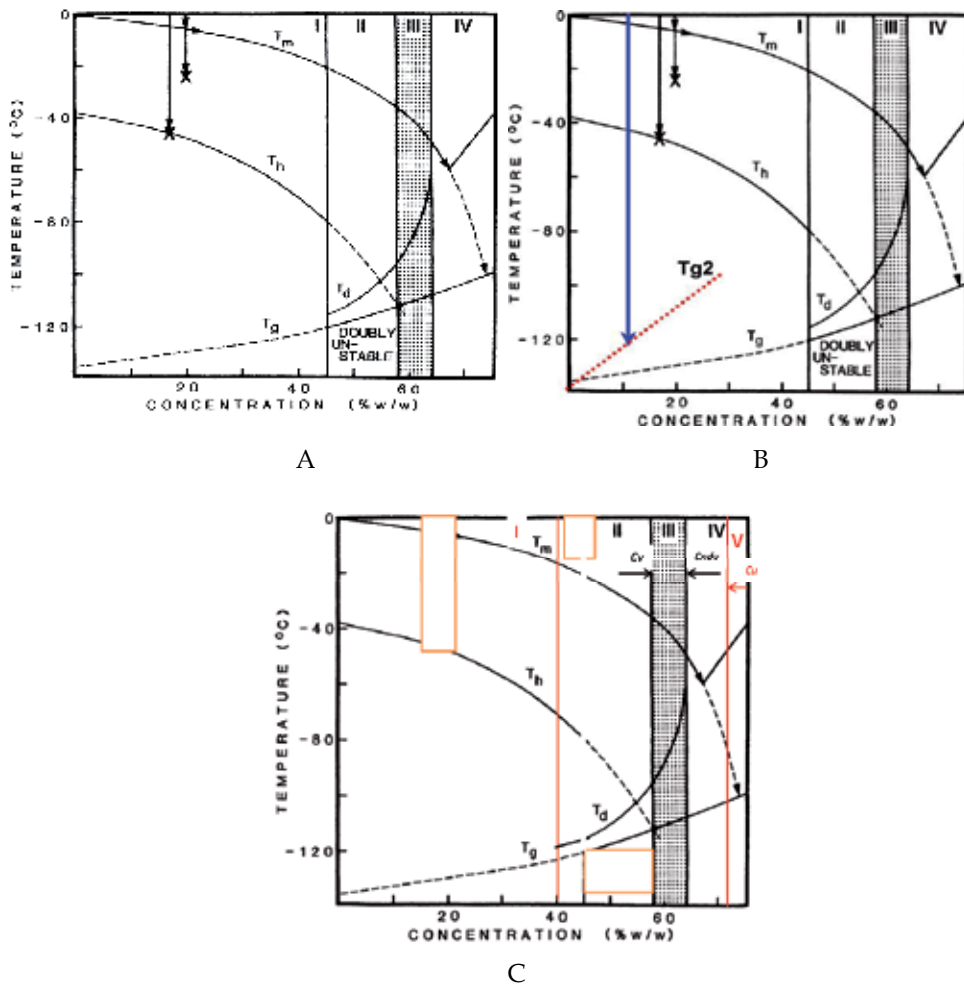 I II III IV
0
-40
-80
-120
TEMPERATURE (°C)
Tm
Th
Td
Tg
DOUBLY
UN-
STABLE
20 40 60
CONCENTRATION (%w/w)
A
I II III IV
0
-40
-80
-120
TEMPERATURE (°C)
Tm
Th
Tg2
Td
Tg
DOUBLY
UN-
STABLE
20 40 60
CONCENTRATION (%w/w)
B
I II III IV V
0
-40
-80
-120
TEMPERATURE (°C)
Tm
Cv
Th
Td
Tg
20 40 60
CONCENTRATION (%w/w)
C